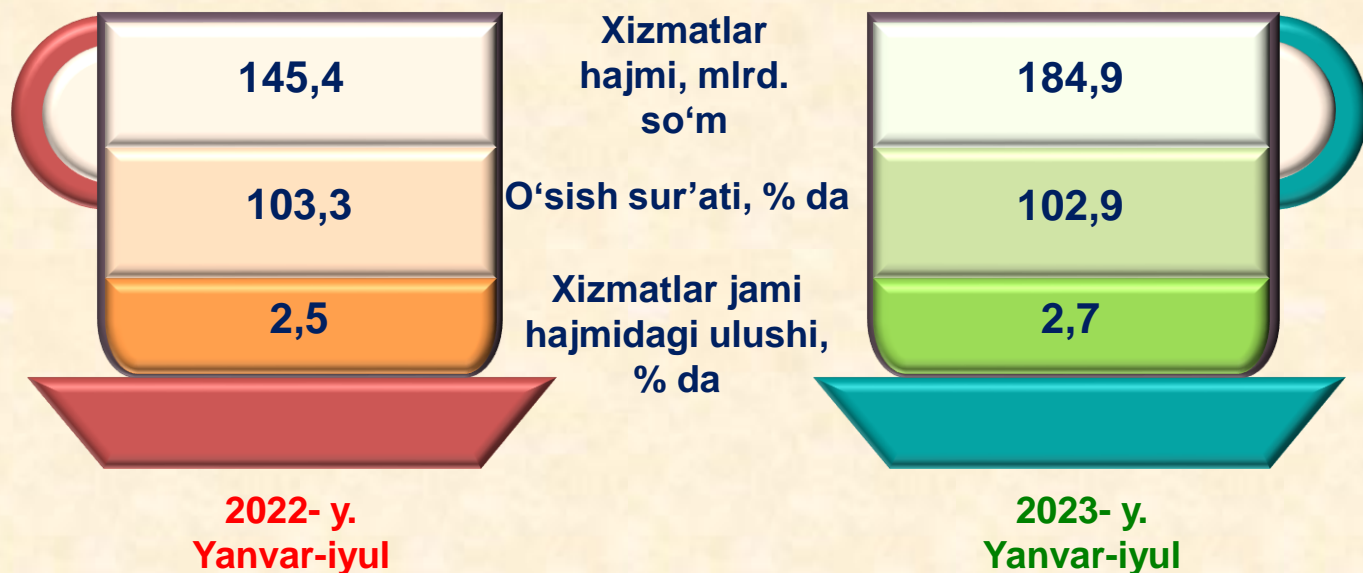 145,4
Xizmatlar
hajmi, mlrd.
so‘m
184,9
103,3
O‘sish sur’ati, % da
102,9
2,5
Xizmatlar jami
hajmidagi ulushi,
% da
2,7
2022- y.
Yanvar-iyul
2023- y.
Yanvar-iyul